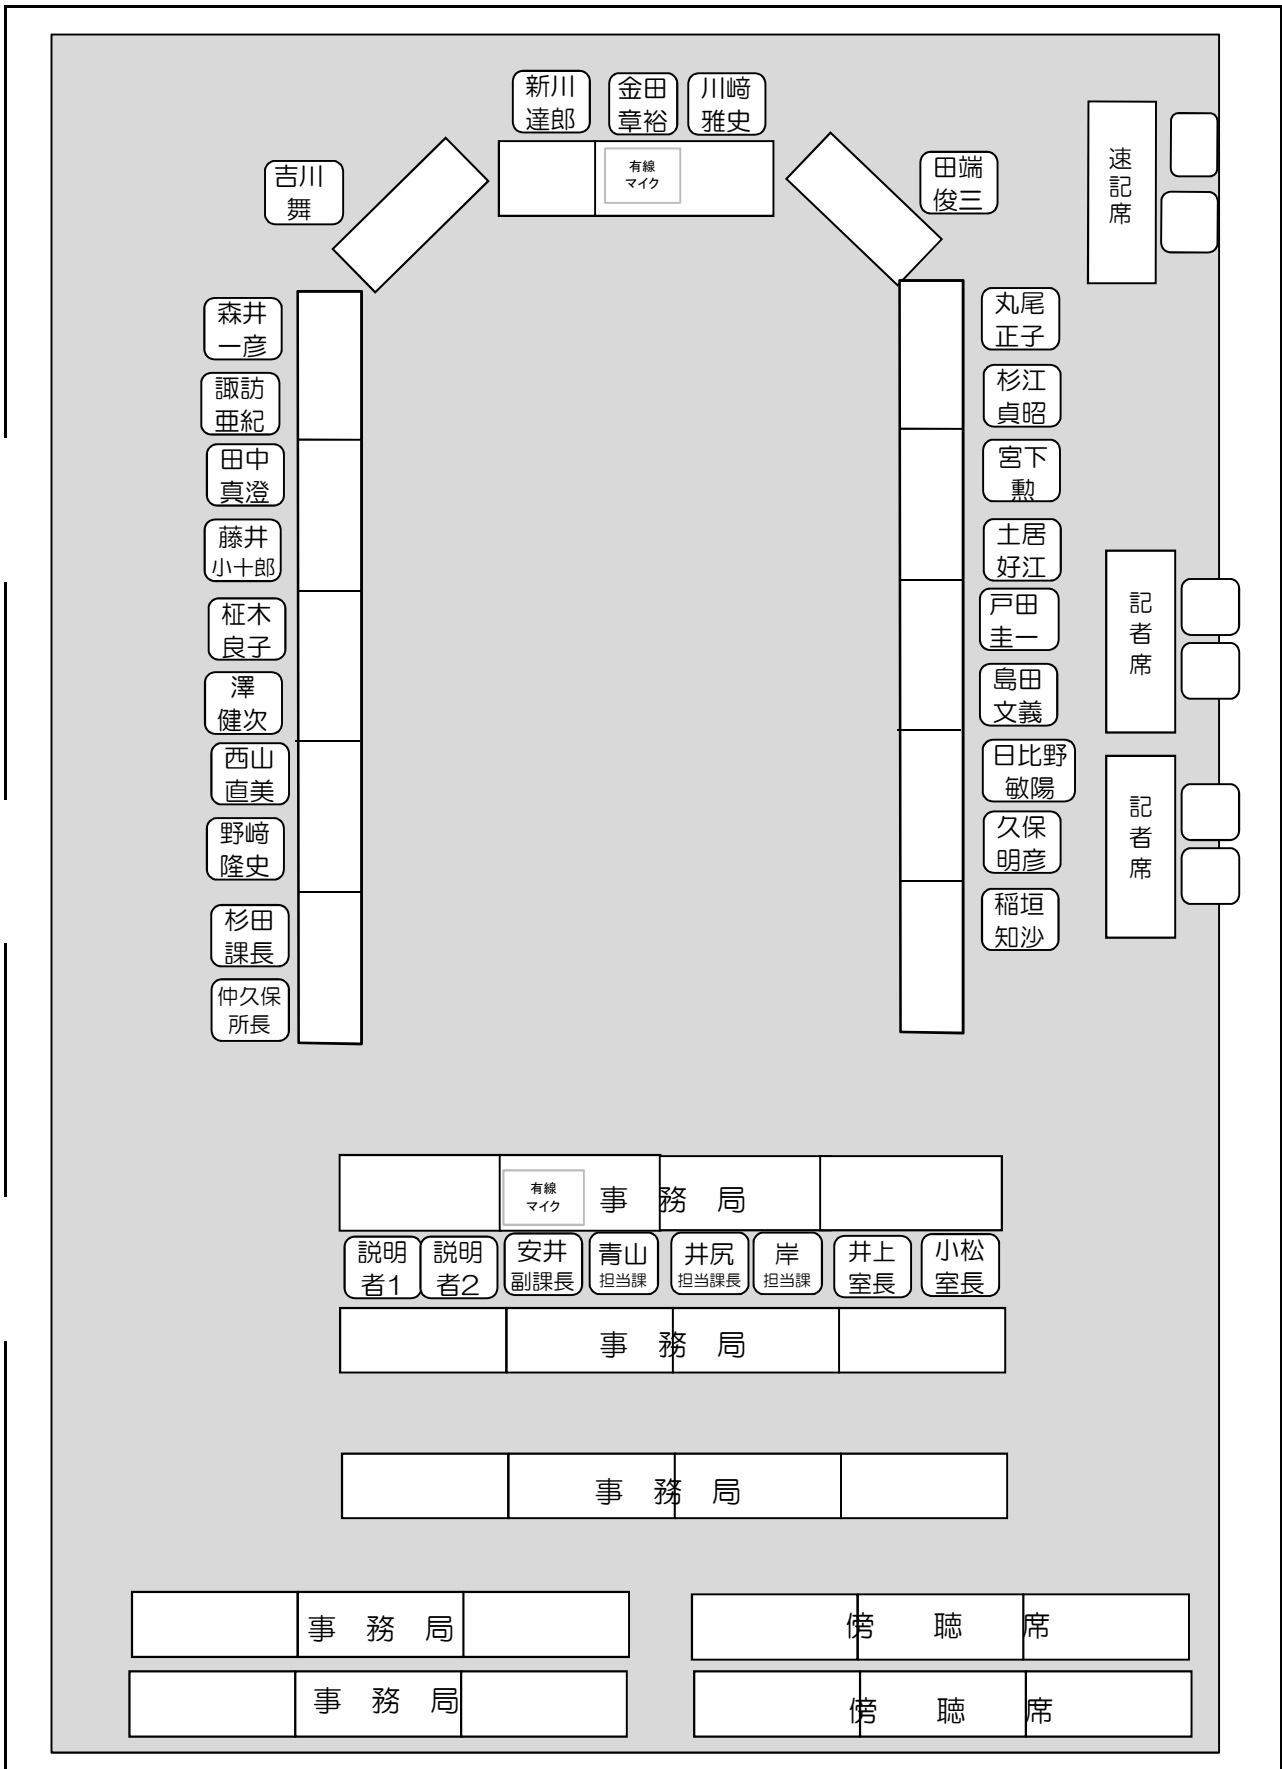 新川
達郎
金田
章裕
川﨑
雅史
有線
マイク
吉川
舞
田端
俊三
速記席
森井
一彦
諏訪
亜紀
田中
真澄
藤井
小十郎
柾木
良子
澤
健次
西山
直美
野﨑
隆史
杉田
課長
仲久保
所長
丸尾
正子
杉江
貞昭
宮下
勲
土居
好江
戸田
圭一
島田
文義
日比野
敏陽
久保
明彦
稲垣
知沙
記者席
記者席
有線
マイク
事 務 局
説明
者1
説明
者2
安井
副課長
青山
担当課
井尻
担当課長
岸
担当課
井上
室長
小松
室長
事 務 局
事 務 局
事 務 局
傍 聴 席
事 務 局
傍 聴 席